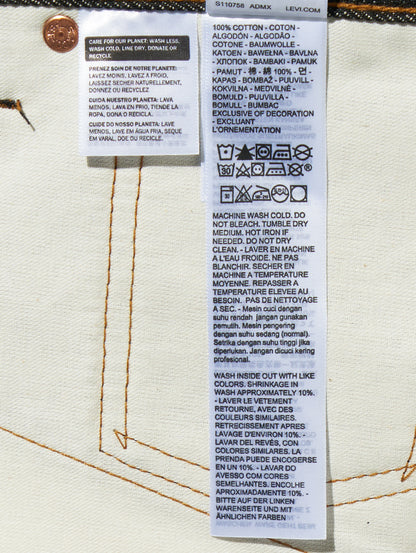 S110758 ADMX LEVI.COM
CARE FOR OUR PLANET: WASH LESS,
WASH COLD, LINE DRY, DONATE OR
RECYCLE
PRENEZ SOIN DE NOTRE PLANETE:
LAVEZ MOINS, LAVEZ A FROID,
LAISSEZ SECHER NATURELLEMENT,
DONNEZ OU RECYCLEZ
CUIDA NUESTRO PLANETA: LAVA
MENOS, LAVA EN FRIO, TIENDE LA
ROPA, DONA O RECICLA.
CUIDE DO NOSSO PLANETA: LAVE
MENOS, LAVE EM ÁGUA FRIA, SEQUE
EM VARAL, DOE OU RECICLE.
100% COTTON - COTON -
ALGODÓN - ALGODÃO -
COTONE - BAUMWOLLE -
KATOEN - BAWEŁNA - BAVLNA
- ХЛОПОК - BAMBAKI - PAMUK
- PAMUT - 棉 - 綿 100% - 면 -
KAPAS - BOMBAŽ - PUUVILL -
KOKVILNA - MEDVILNĖ -
BOMULD - PUUVILLA -
BOMULL - BUMBAC
EXCLUSIVE OF DECORATION
- EXCLUANT
L'ORNEMENTATION
MACHINE WASH COLD. DO
NOT BLEACH. TUMBLE DRY
MEDIUM. HOT IRON IF
NEEDED. DO NOT DRY
CLEAN. - LAVER EN MACHINE
A L'EAU FROIDE. NE PAS
BLANCHIR. SECHER EN
MACHINE A TEMPERATURE
MOYENNE. REPASSER A
TEMPERATURE ELEVEE AU
BESOIN. PAS DE NETTOYAGE
A SEC. - Mesin cuci dengan
suhu rendah jangan gunakan
pemutih. Mesin pengering
dengan suhu sedang (normal).
Setrika dengan suhu tinggi jika
diperlukan. Jangan dicuci kering
profesional.
WASH INSIDE OUT WITH LIKE
COLORS. SHRINKAGE IN
WASH APPROXIMATELY 10%.
- LAVER LE VETEMENT
RETOURNE, AVEC DES
COULEURS SIMILAIRES.
RETRECISSEMENT APRES
LAVAGE D'ENVIRON 10%. -
LAVAR DEL REVÉS, CON
COLORES SIMILARES. LA
PRENDA PUEDE ENCOGERSE
EN UN 10%. - LAVAR DO
AVESSO COM CORES
SEMELHANTES. ENCOLHE
APROXIMADAMENTE 10%. -
BITTE AUF DER LINKEN
WARENSEITE UND MIT
ÄHNLICHEN FARBEN